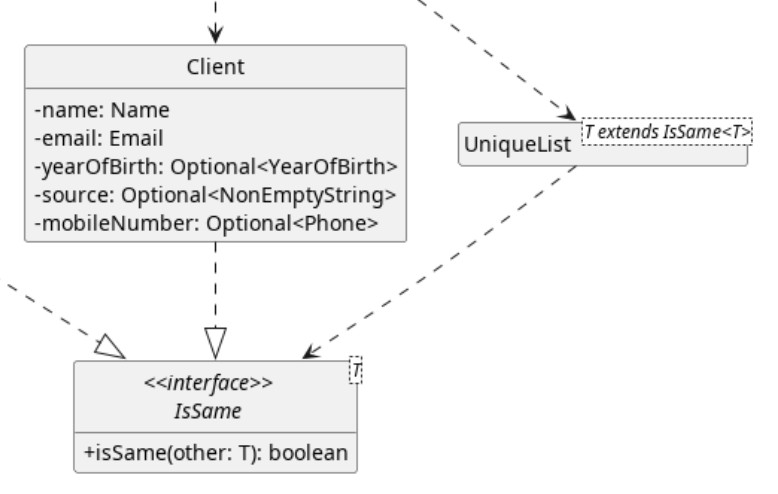 Client
-name: Name
-email: Email
-yearOfBirth: Optional<YearOfBirth>
-source: Optional<NonEmptyString>
-mobileNumber: Optional<Phone>
T extends IsSame<T>
UniqueList
T
<<interface>>
IsSame
+isSame(other: T): boolean